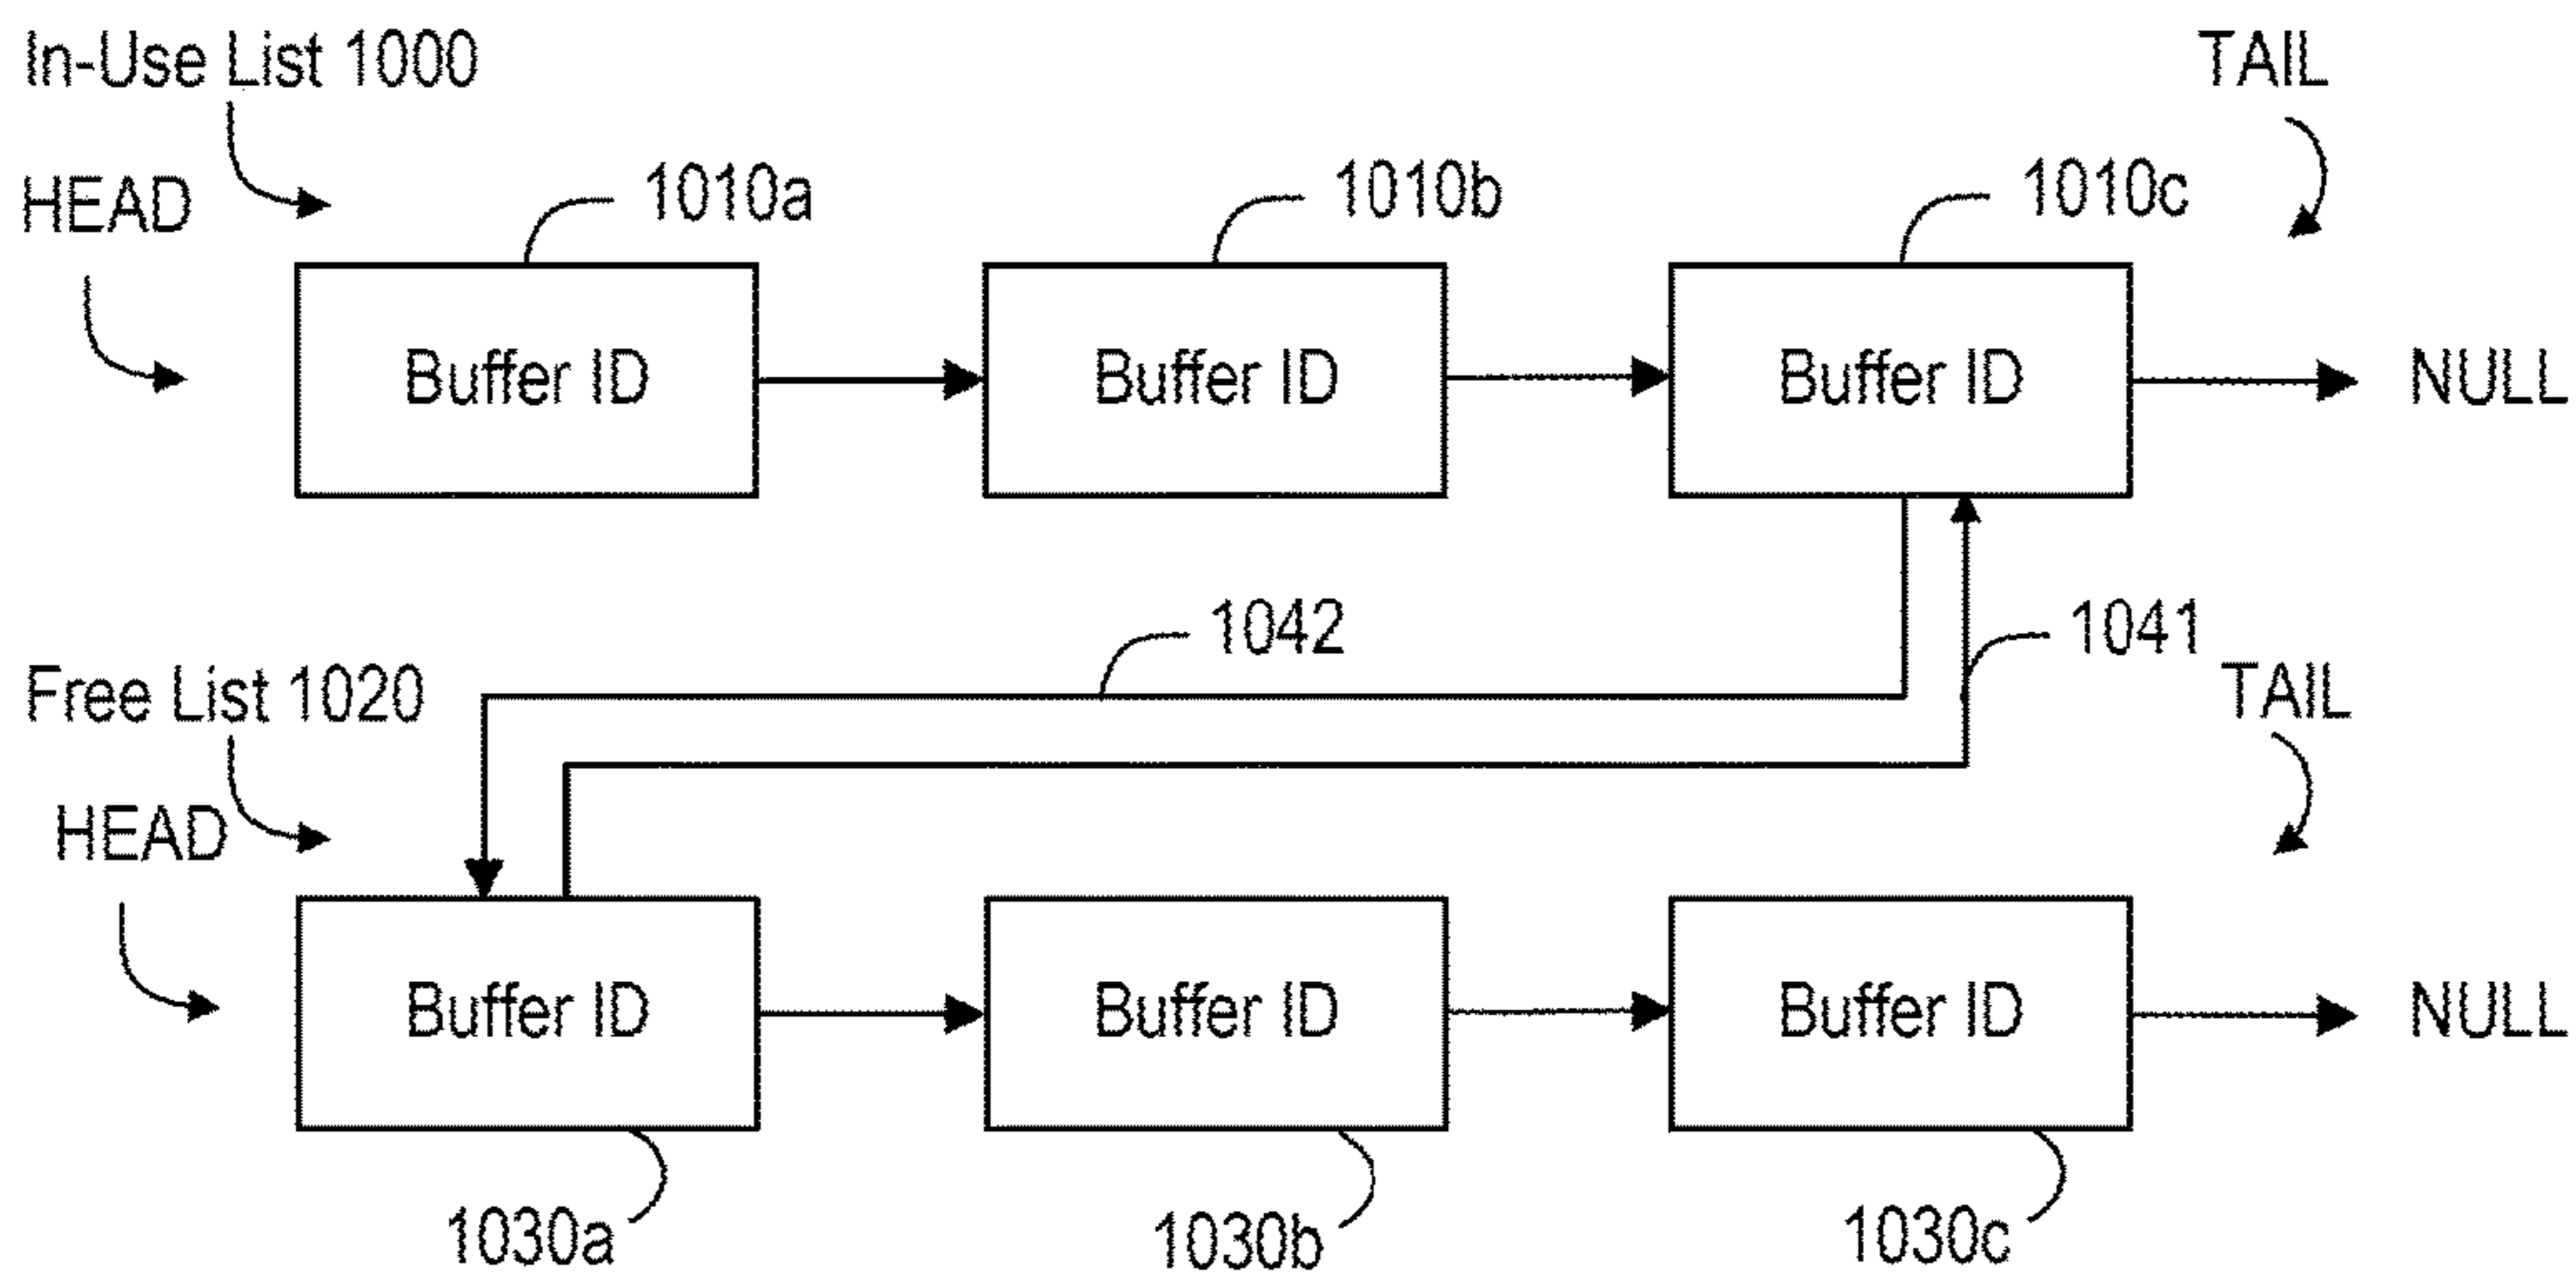 In-Use List 1000
TAIL
HEAD
1010a
1010b
1010c
Buffer ID
Buffer ID
Buffer ID
NULL
1042
1041
Free List 1020
TAIL
HEAD
Buffer ID
Buffer ID
Buffer ID
NULL
1030a
1030b
1030c